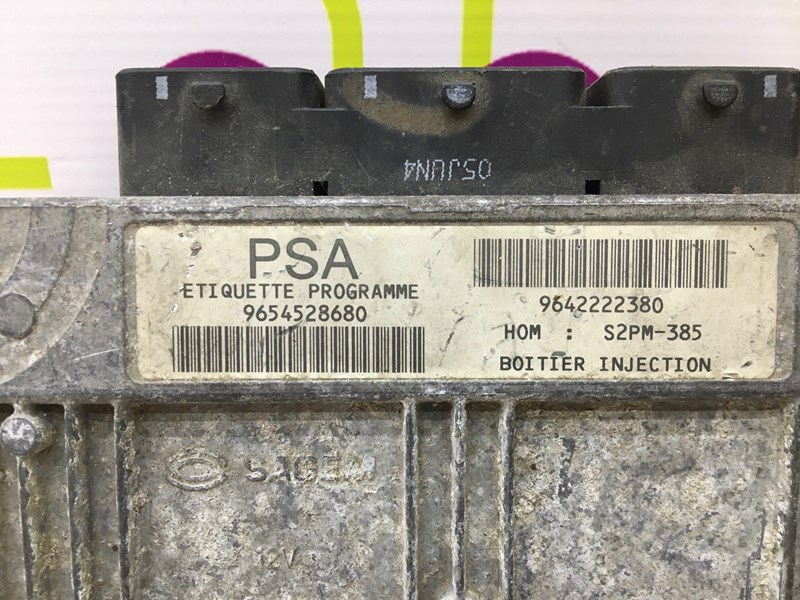 05JUN4
PSA
ETIQUETTE PROGRAMME
9654528680
9642222380
HOM : S2PM-385
BOITIER INJECTION
SAGEM
12V